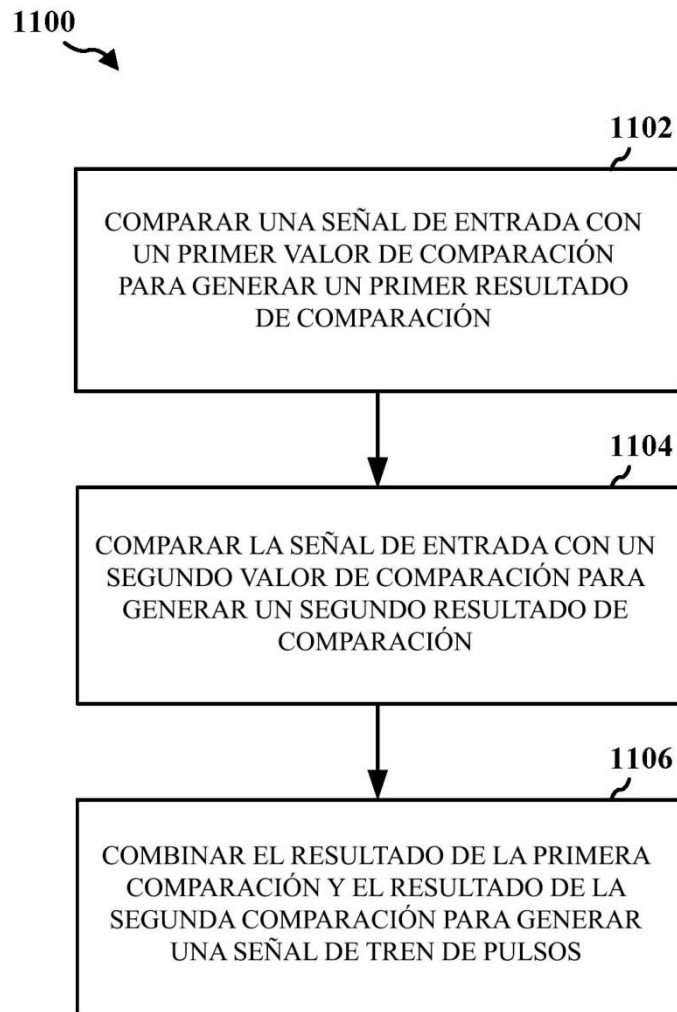 1100
1102
COMPARAR UNA SEÑAL DE ENTRADA CON
UN PRIMER VALOR DE COMPARACIÓN
PARA GENERAR UN PRIMER RESULTADO
DE COMPARACIÓN
1104
COMPARAR LA SEÑAL DE ENTRADA CON UN
SEGUNDO VALOR DE COMPARACIÓN PARA
GENERAR UN SEGUNDO RESULTADO DE
COMPARACIÓN
1106
COMBINAR EL RESULTADO DE LA PRIMERA
COMPARACIÓN Y EL RESULTADO DE LA
SEGUNDA COMPARACIÓN PARA GENERAR
UNA SEÑAL DE TREN DE PULSOS